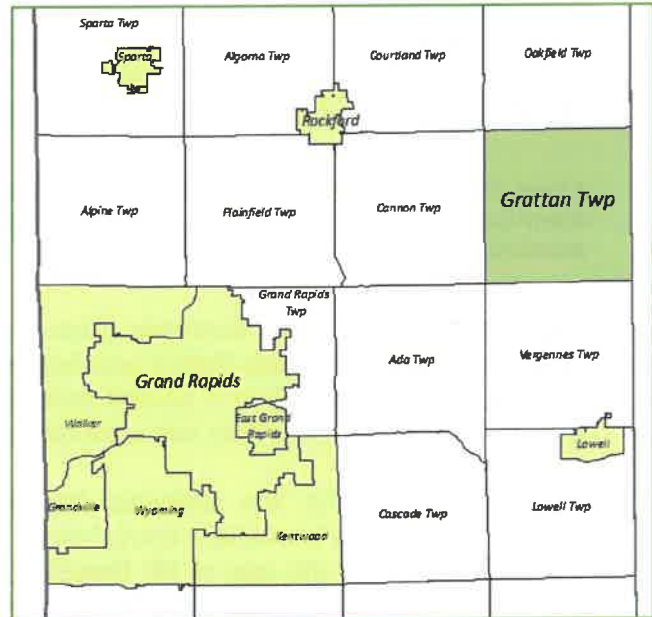 Sparta Twp
Sparta
Algoma Twp
Courtland Twp
Oakfield Twp
Rockford
Alpine Twp
Plainfield Twp
Cannon Twp
Grattan Twp
Grand Rapids
Twp
Ada Twp
Vergennes Twp
Grand Rapids
Walker
East Grand
Rapids
Lowell
Grandville
Wyoming
Kentwood
Cascade Twp
Lowell Twp